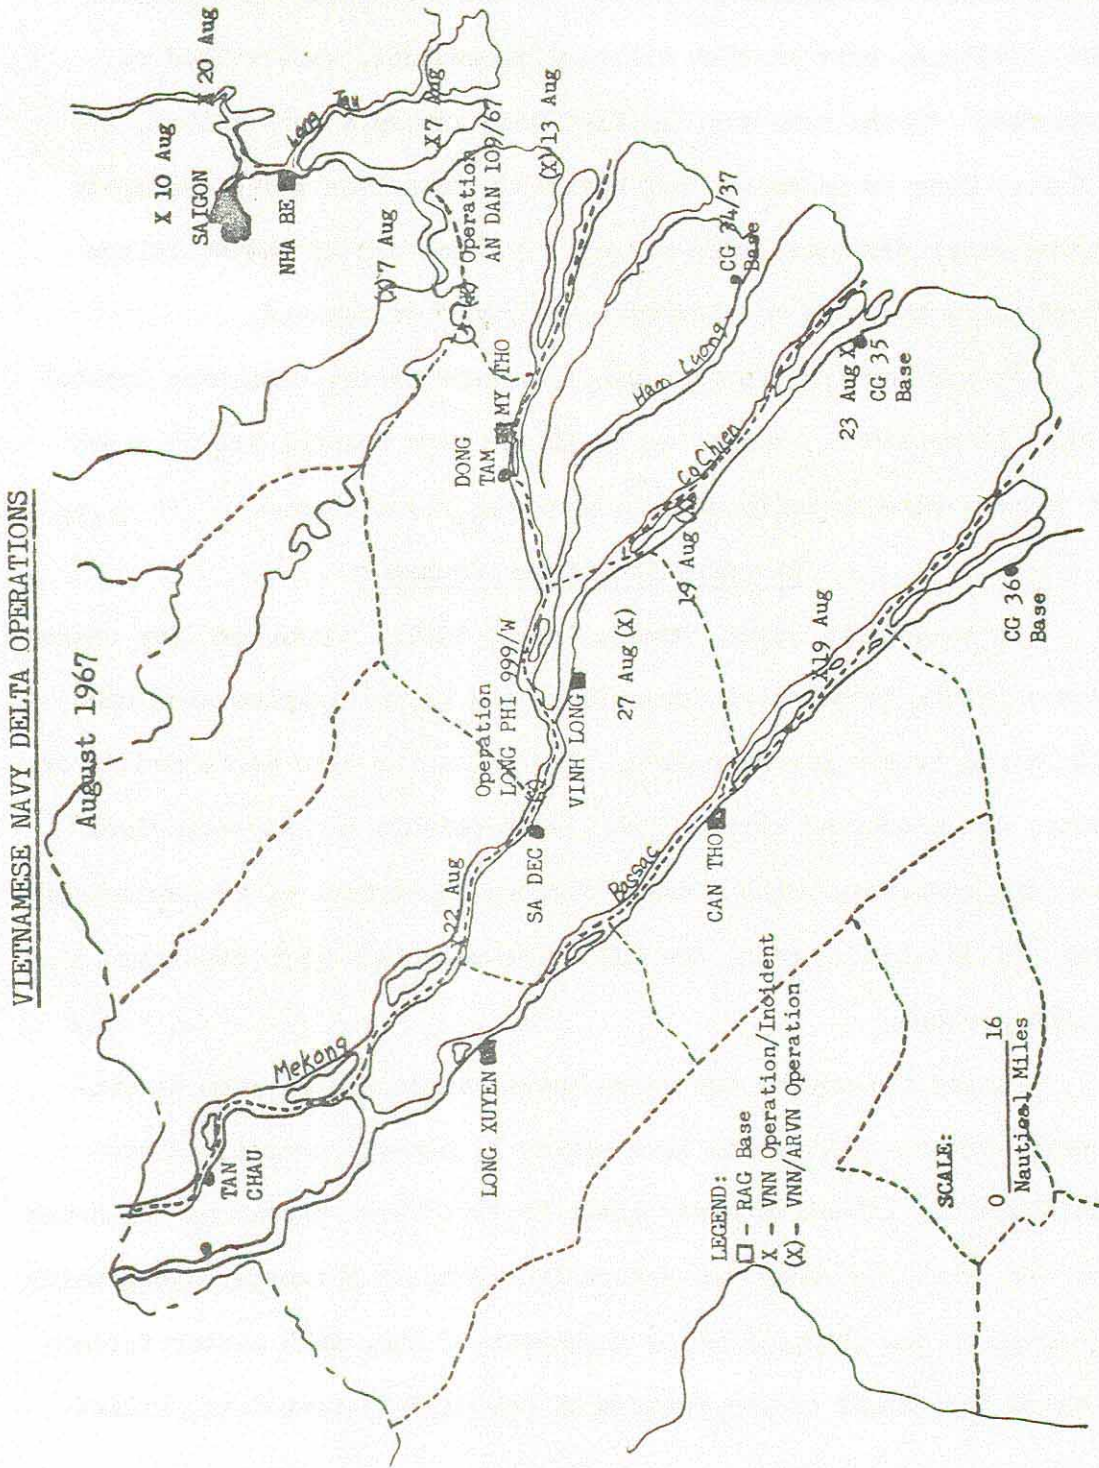 VIETNAMESE NAVY DELTA OPERATIONS
August 1967
X 10 Aug
20 Aug
SAIGON
NHA BE
Long
Tau
X7 Aug
(X)7 Aug
(X)-Operation
AN DAN 109/67
(X)13 Aug
DONG
TAM
MY THO
CG 34/37
Base
Ham Luong
Co Chien
23 Aug X
CG 35
Base
Operation
LONG PHI 999/W
(X)
VINH LONG
27 Aug (X)
19 Aug (X)
SA DEC
22 Aug
X19 Aug
CG 36
Base
Bassac
CAN THO
Mekong
TAN
CHAU
LONG XUYEN
LEGEND:
□ - RAG Base
X - VNN Operation/Incident
(X) - VNN/ARVN Operation
SCALE:
0 16
Nautical Miles